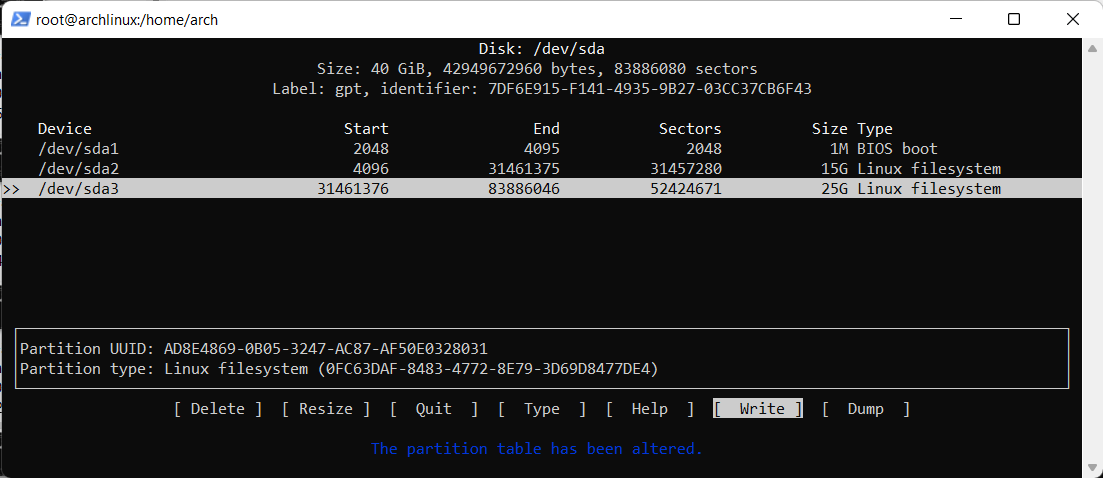 root@archlinux:/home/arch
Disk: /dev/sda
Size: 40 GiB, 42949672960 bytes, 83886080 sectors
Label: gpt, identifier: 7DF6E915-F141-4935-9B27-03CC37CB6F43
Device Start End Sectors Size Type
/dev/sda1 2048 4095 2048 1M BIOS boot
/dev/sda2 4096 31461375 31457280 15G Linux filesystem
>> /dev/sda3 31461376 83886046 52424671 25G Linux filesystem
Partition UUID: AD8E4869-0B05-3247-AC87-AF50E0328031
Partition type: Linux filesystem (0FC63DAF-8483-4772-8E79-3D69D8477DE4)
[ Delete ] [ Resize ] [ Quit ] [ Type ] [ Help ] [ Write ] [ Dump ]
The partition table has been altered.